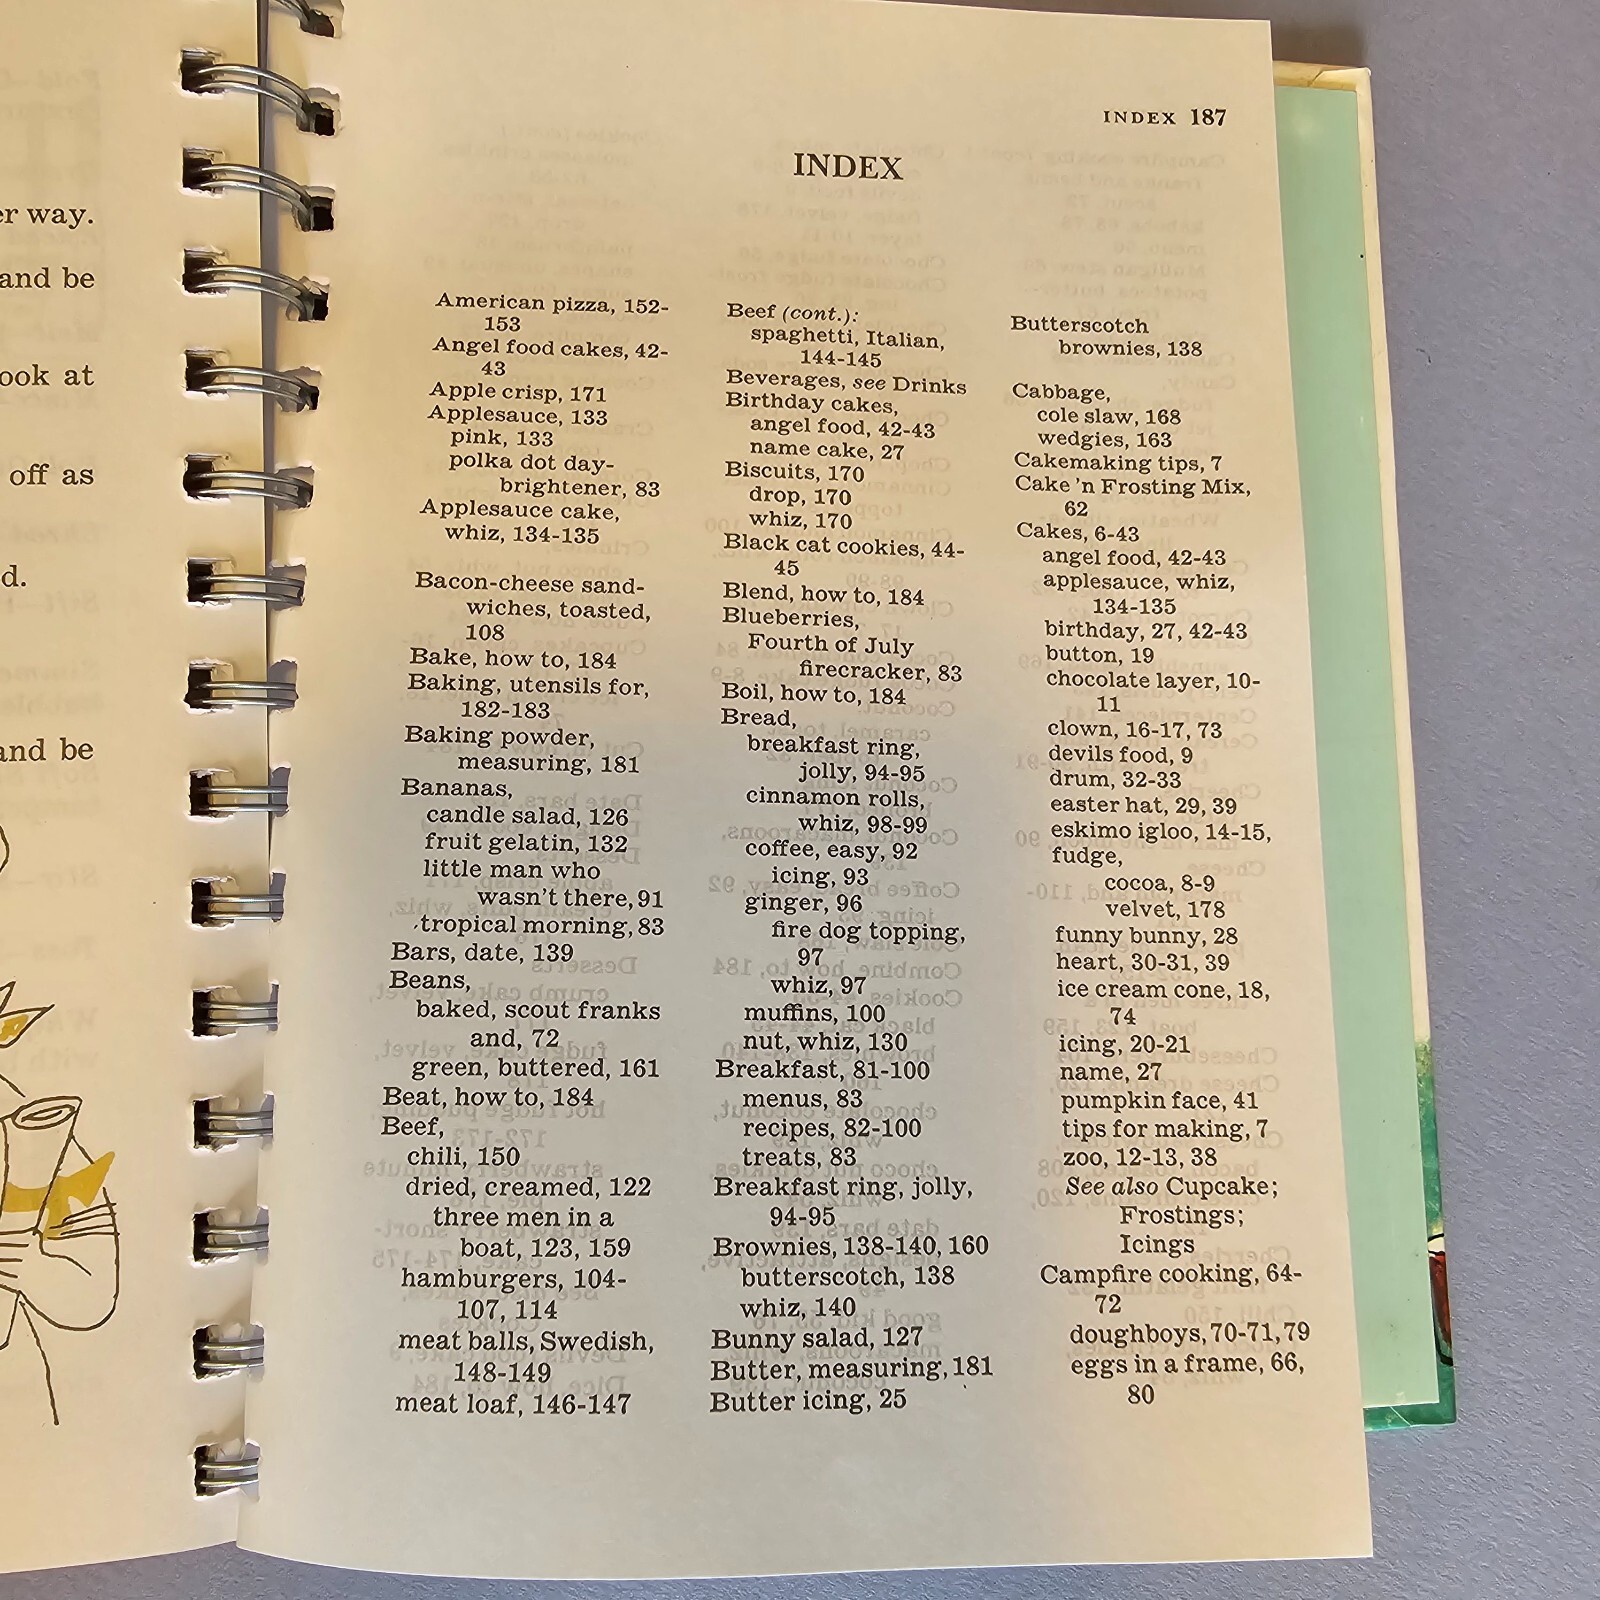 er way.
and be
ook at
off as
d.
and be
INDEX 187
INDEX
American pizza, 152-
153
Angel food cakes, 42-
43
Apple crisp, 171
Applesauce, 133
pink, 133
polka dot day-
brightener, 83
Applesauce cake,
whiz, 134-135
Bacon-cheese sand-
wiches, toasted,
108
Bake, how to, 184
Baking, utensils for,
182-183
Baking powder,
measuring, 181
Bananas,
candle salad, 126
fruit gelatin, 132
little man who
wasn't there, 91
tropical morning, 83
Bars, date, 139
Beans,
baked, scout franks
and, 72
green, buttered, 161
Beat, how to, 184
Beef,
chili, 150
dried, creamed, 122
three men in a
boat, 123, 159
hamburgers, 104-
107, 114
meat balls, Swedish,
148-149
meat loaf, 146-147
Beef (cont.):
spaghetti, Italian,
144-145
Beverages, see Drinks
Birthday cakes,
angel food, 42-43
name cake, 27
Biscuits, 170
drop, 170
whiz, 170
Black cat cookies, 44-
45
Blend, how to, 184
Blueberries,
Fourth of July
firecracker, 83
Boil, how to, 184
Bread,
breakfast ring,
jolly, 94-95
cinnamon rolls,
whiz, 98-99
coffee, easy, 92
icing, 93
ginger, 96
fire dog topping,
97
whiz, 97
muffins, 100
nut, whiz, 130
Breakfast, 81-100
menus, 83
recipes, 82-100
treats, 83
Breakfast ring, jolly,
94-95
Brownies, 138-140, 160
butterscotch, 138
whiz, 140
Bunny salad, 127
Butter, measuring, 181
Butter icing, 25
Butterscotch
brownies, 138
Cabbage,
cole slaw, 168
wedgies, 163
Cakemaking tips, 7
Cake 'n Frosting Mix,
62
Cakes, 6-43
angel food, 42-43
applesauce, whiz,
134-135
birthday, 27, 42-43
button, 19
chocolate layer, 10-
11
clown, 16-17, 73
devils food, 9
drum, 32-33
easter hat, 29, 39
eskimo igloo, 14-15,
fudge,
cocoa, 8-9
velvet, 178
funny bunny, 28
heart, 30-31, 39
ice cream cone, 18,
74
icing, 20-21
name, 27
pumpkin face, 41
tips for making, 7
zoo, 12-13, 38
See also Cupcake;
Frostings;
Icings
Campfire cooking, 64-
72
doughboys, 70-71, 79
eggs in a frame, 66,
80